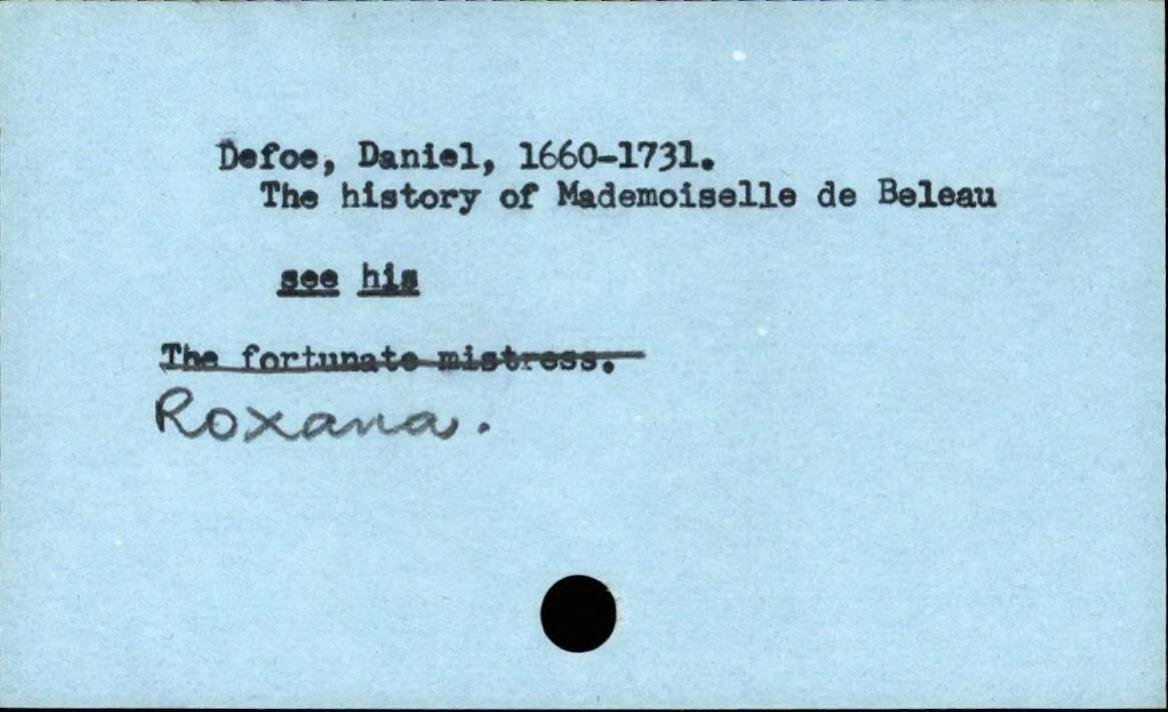 Defoe, Daniel, 1660-1731.
The history of Mademoiselle de Beleau
see his
The fortunate mistress.
Roxana.